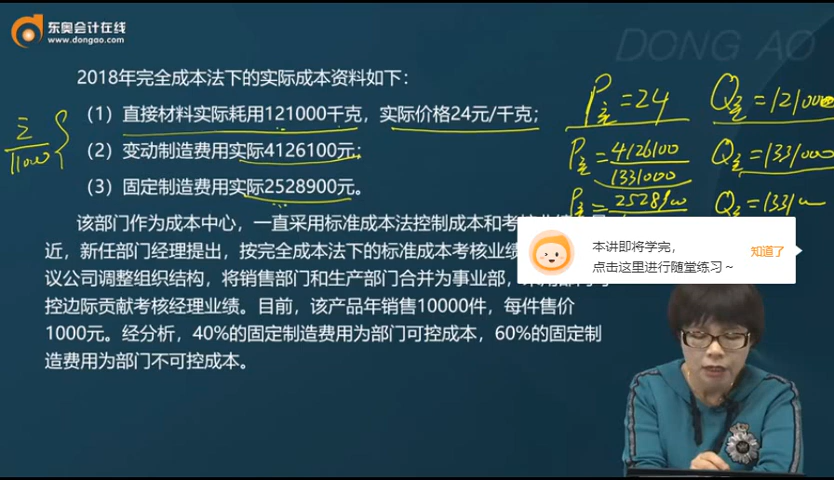 东奥会计在线
www.dongao.com
DONG AO
2018年完全成本法下的实际成本资料如下：
（1）直接材料实际耗用121000千克，实际价格24元/千克；
（2）变动制造费用实际4126100元；
（3）固定制造费用实际2528900元。
该部门作为成本中心，一直采用标准成本法控制成本和考
近，新任部门经理提出，按完全成本法下的标准成本考核业
议公司调整组织结构，将销售部门和生产部门合并为事业部，
控边际贡献考核经理业绩。目前，该产品年销售10000件，每件售价
1000元。经分析，40%的固定制造费用为部门可控成本，60%的固定制
造费用为部门不可控成本。
Σ
11000
P实=24 Q实=121000
P实=4126100
1331000
Q实=1331000
P实=2528900
Q实=1331
本讲即将学完，
点击这里进行随堂练习～
知道了